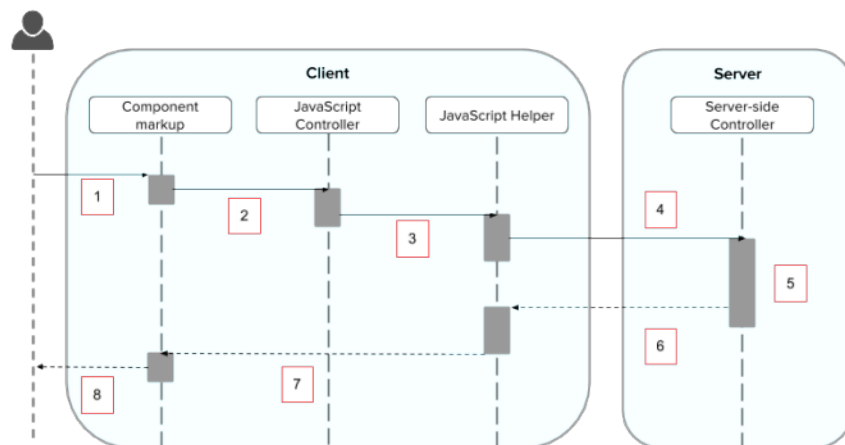 Client
Server
Component
markup
JavaScript
Controller
JavaScript Helper
Server-side
Controller
1
2
3
4
5
6
7
8